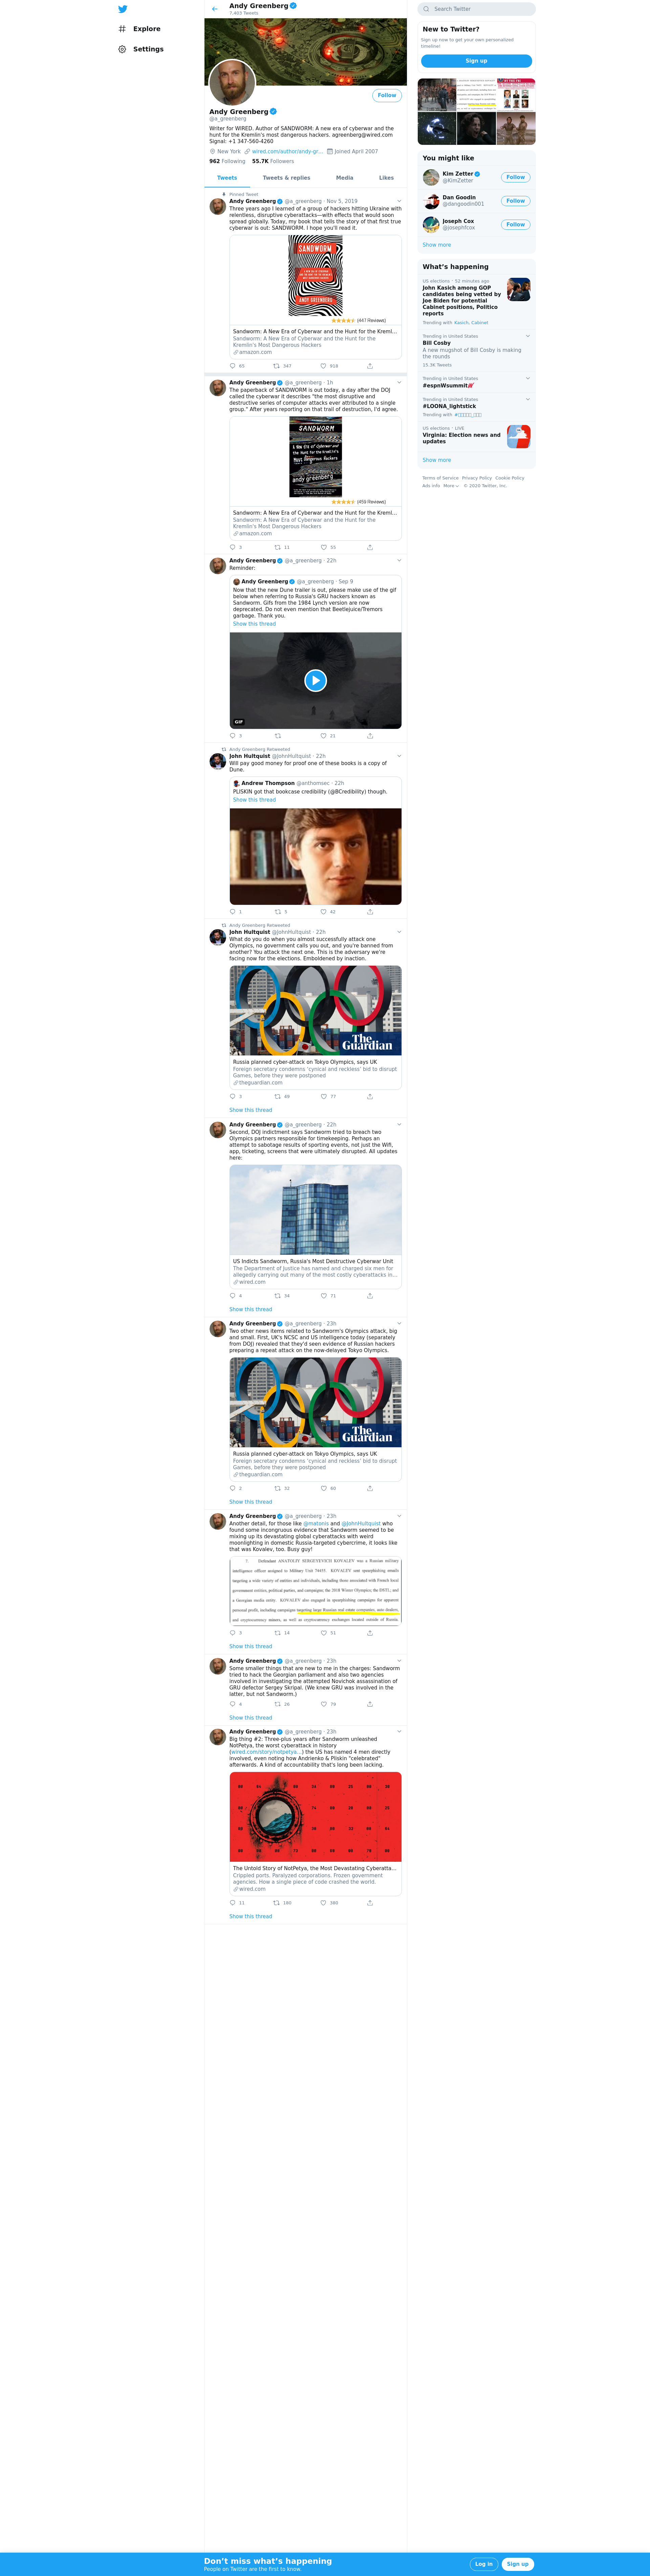 Explore
Settings
Andy Greenberg
7,403 Tweets
Follow
Andy Greenberg
@a_greenberg
Writer for WIRED. Author of SANDWORM: A new era of cyberwar and the
hunt for the Kremlin's most dangerous hackers. agreenberg@wired.com
Signal: +1 347-560-4260
New York wired.com/author/andy-gr… Joined April 2007
962 Following 55.7K Followers
Tweets Tweets & replies Media Likes
Pinned Tweet
Andy Greenberg @a_greenberg · Nov 5, 2019
Three years ago I learned of a group of hackers hitting Ukraine with
relentless, disruptive cyberattacks—with effects that would soon
spread globally. Today, my book that tells the story of that first true
cyberwar is out: SANDWORM. I hope you'll read it.
SANDWORM
ANDY GREENBERG
(447 Reviews)
Sandworm: A New Era of Cyberwar and the Hunt for the Kreml…
Sandworm: A New Era of Cyberwar and the Hunt for the
Kremlin's Most Dangerous Hackers
amazon.com
65 347 918
Andy Greenberg @a_greenberg · 1h
The paperback of SANDWORM is out today, a day after the DOJ
called the cyberwar it describes "the most disruptive and
destructive series of computer attacks ever attributed to a single
group." After years reporting on that trail of destruction, I'd agree.
SANDWORM
A New Era of Cyberwar and the Hunt for the Kremlin's Most Dangerous Hackers
andy GREENBERG
(459 Reviews)
Sandworm: A New Era of Cyberwar and the Hunt for the Kreml…
Sandworm: A New Era of Cyberwar and the Hunt for the
Kremlin's Most Dangerous Hackers
amazon.com
3 11 55
Andy Greenberg @a_greenberg · 22h
Reminder:
Andy Greenberg @a_greenberg · Sep 9
Now that the new Dune trailer is out, please make use of the gif
below when referring to Russia's GRU hackers known as
Sandworm. Gifs from the 1984 Lynch version are now
deprecated. Do not even mention that Beetlejuice/Tremors
garbage. Thank you.
Show this thread
GIF
3 21
Andy Greenberg Retweeted
John Hultquist @JohnHultquist · 22h
Will pay good money for proof one of these books is a copy of
Dune.
Andrew Thompson @anthomsec · 22h
PLISKIN got that bookcase credibility (@BCredibility) though.
Show this thread
1 5 42
Andy Greenberg Retweeted
John Hultquist @JohnHultquist · 22h
What do you do when you almost successfully attack one
Olympics, no government calls you out, and you're banned from
another? You attack the next one. This is the adversary we're
facing now for the elections. Emboldened by inaction.
The Guardian
Russia planned cyber-attack on Tokyo Olympics, says UK
Foreign secretary condemns 'cynical and reckless' bid to disrupt
Games, before they were postponed
theguardian.com
3 49 77
Show this thread
Andy Greenberg @a_greenberg · 22h
Second, DOJ indictment says Sandworm tried to breach two
Olympics partners responsible for timekeeping. Perhaps an
attempt to sabotage results of sporting events, not just the Wifi,
app, ticketing, screens that were ultimately disrupted. All updates
here:
US Indicts Sandworm, Russia's Most Destructive Cyberwar Unit
The Department of Justice has named and charged six men for
allegedly carrying out many of the most costly cyberattacks in…
wired.com
4 34 71
Show this thread
Andy Greenberg @a_greenberg · 23h
Two other news items related to Sandworm's Olympics attack, big
and small. First, UK's NCSC and US intelligence today (separately
from DOJ) revealed that they'd seen evidence of Russian hackers
preparing a repeat attack on the now-delayed Tokyo Olympics.
The Guardian
Russia planned cyber-attack on Tokyo Olympics, says UK
Foreign secretary condemns 'cynical and reckless' bid to disrupt
Games, before they were postponed
theguardian.com
2 32 60
Show this thread
Andy Greenberg @a_greenberg · 23h
Another detail, for those like @matonis and @JohnHultquist who
found some incongruous evidence that Sandworm seemed to be
mixing up its devastating global cyberattacks with weird
moonlighting in domestic Russia-targeted cybercrime, it looks like
that was Kovalev, too. Busy guy!
7. Defendant ANATOLIY SERGEYEVICH KOVALEV was a Russian military
intelligence officer assigned to Military Unit 74455. KOVALEV sent spearphishing emails
targeting a wide variety of entities and individuals, including those associated with French local
government entities, political parties, and campaigns; the 2018 Winter Olympics; the DSTL; and
a Georgian media entity. KOVALEV also engaged in spearphishing campaigns for apparent
personal profit, including campaigns targeting large Russian real estate companies, auto dealers,
and cryptocurrency miners, as well as cryptocurrency exchanges located outside of Russia.
3 14 51
Show this thread
Andy Greenberg @a_greenberg · 23h
Some smaller things that are new to me in the charges: Sandworm
tried to hack the Georgian parliament and also two agencies
involved in investigating the attempted Novichok assassination of
GRU defector Sergey Skripal. (We knew GRU was involved in the
latter, but not Sandworm.)
4 26 79
Show this thread
Andy Greenberg @a_greenberg · 23h
Big thing #2: Three-plus years after Sandworm unleashed
NotPetya, the worst cyberattack in history
(wired.com/story/notpetya…) the US has named 4 men directly
involved, even noting how Andrienko & Pliskin "celebrated"
afterwards. A kind of accountability that's long been lacking.
The Untold Story of NotPetya, the Most Devastating Cyberatta…
Crippled ports. Paralyzed corporations. Frozen government
agencies. How a single piece of code crashed the world.
wired.com
11 180 360
Show this thread
Search Twitter
New to Twitter?
Sign up now to get your own personalized
timeline!
Sign up
You might like
Kim Zetter
@KimZetter
Follow
Dan Goodin
@dangoodin001
Follow
Joseph Cox
@josephfcox
Follow
Show more
What's happening
US elections · 52 minutes ago
John Kasich among GOP
candidates being vetted by
Joe Biden for potential
Cabinet positions, Politico
reports
Trending with Kasich, Cabinet
Trending in United States
Bill Cosby
A new mugshot of Bill Cosby is making
the rounds
15.3K Tweets
Trending in United States
#espnWsummit
Trending in United States
#LOONA_lightstick
Trending with
US elections · LIVE
Virginia: Election news and
updates
Show more
Terms of Service Privacy Policy Cookie Policy
Ads info More © 2020 Twitter, Inc.
Don't miss what's happening
People on Twitter are the first to know.
Log in Sign up